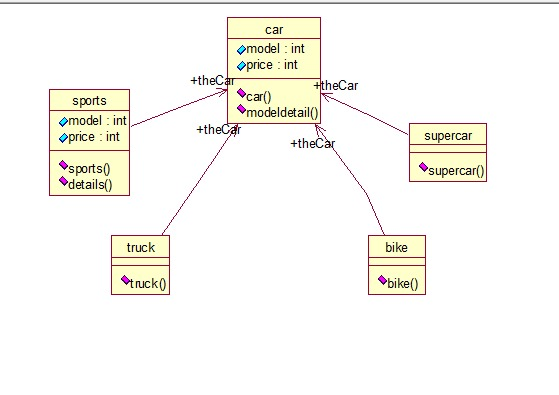 car
model : int
price : int
car()
modeldetail()
+theCar
+theCar
+theCar
+theCar
sports
model : int
price : int
sports()
details()
supercar
supercar()
truck
truck()
bike
bike()